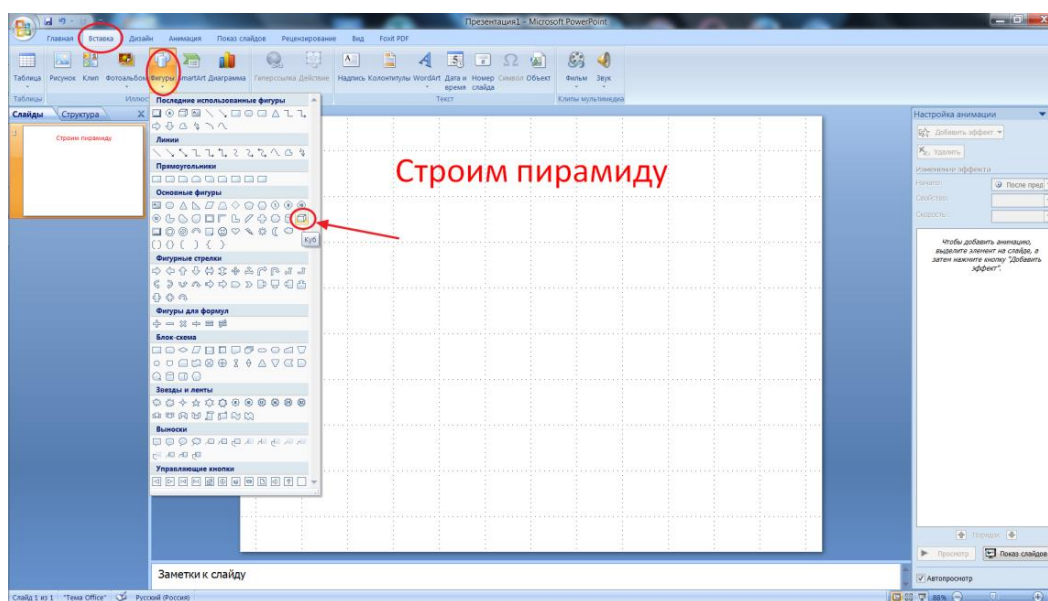 Презентация1 - Microsoft PowerPoint
Главная Вставка Дизайн Анимация Показ слайдов Рецензирование Вид Foxit PDF
Таблица Рисунок Клип Фотоальбом Фигуры SmartArt Диаграмма Гиперссылка Действие Надпись Колонтитулы WordArt Дата и время Номер слайда Символ Объект Фильм Звук
Таблицы Иллюс Текст Клипы мультимедиа
Слайды Структура X
1
Строим пирамиду
Последние использованные фигуры
Линии
Прямоугольники
Основные фигуры
Куб
Фигурные стрелки
Фигуры для формул
Блок-схема
Звезды и ленты
Выноски
Управляющие кнопки
Строим пирамиду
Заметки к слайду
Настройка анимации
Добавить эффект
Удалить
Изменение эффекта
Начало:
После пред
Свойство:
Скорость:
Чтобы добавить анимацию,
выделите элемент на слайде, а
затем нажмите кнопку "Добавить
эффект".
Порядок
Просмотр Показ слайдов
Автопросмотр
Слайд 1 из 1 "Тема Office" Русский (Россия) 88%